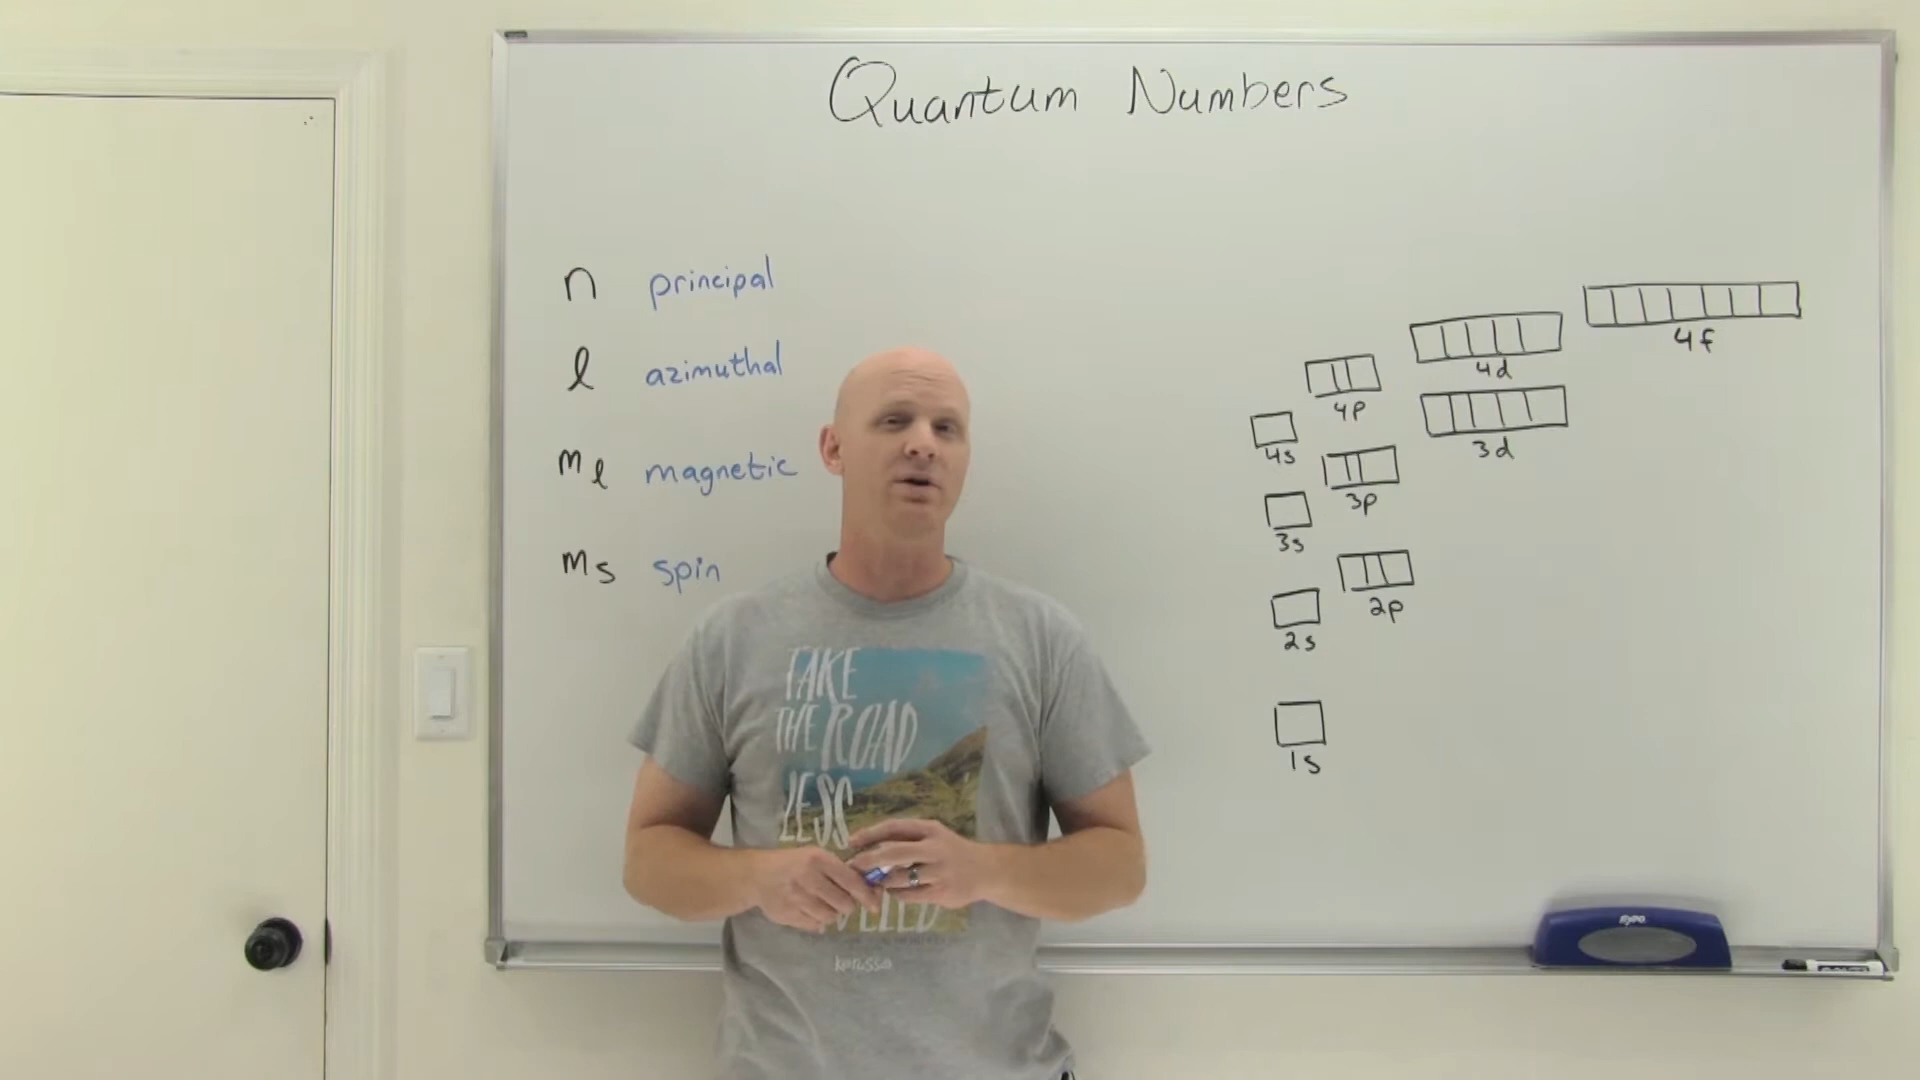 Quantum Numbers
n principal
l azimuthal
ml magnetic
ms spin
4f
4d
4p
3d
4s
3p
3s
2p
2s
1s
TAKE
THE ROAD
LESS
EXPO